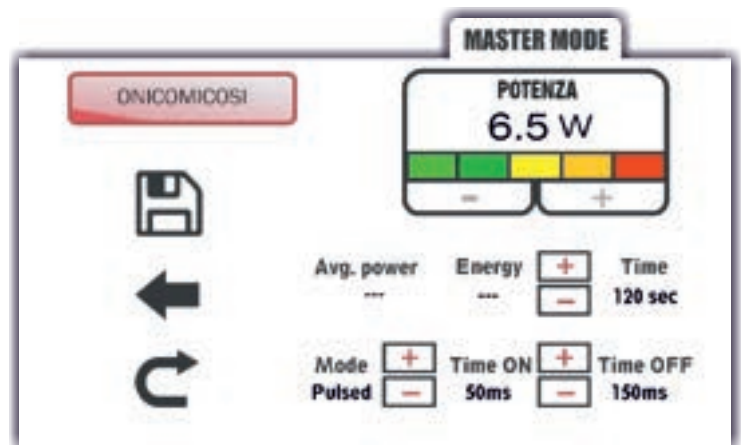 MASTER MODE
ONICOMICOSI
POTENZA
6.5 W
- +
Avg. power Energy + Time
--- --- - 120 sec
Mode + Time ON + Time OFF
Pulsed - 50ms - 150ms